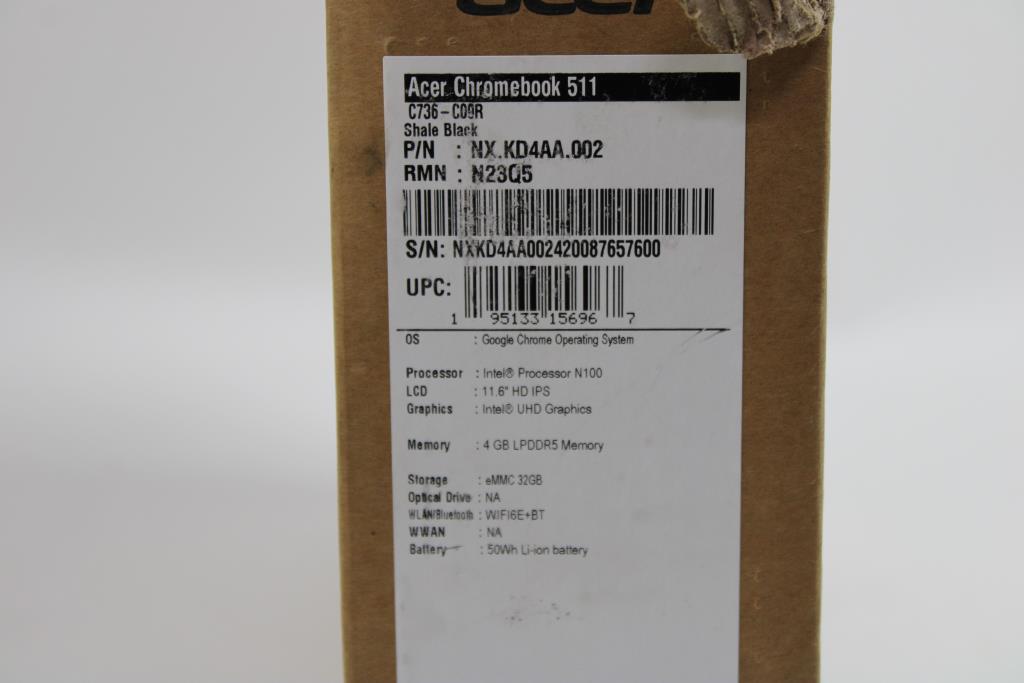 acer
Acer Chromebook 511
C736-C09R
Shale Black
P/N : NX.KD4AA.002
RMN : N23Q5
S/N: NXKD4AA002420087657600
UPC:
1 95133 15696 7
OS : Google Chrome Operating System
Processor : Intel® Processor N100
LCD : 11.6" HD IPS
Graphics : Intel® UHD Graphics
Memory : 4 GB LPDDR5 Memory
Storage : eMMC 32GB
Optical Drive : NA
WLAN/Bluetooth : WIFI6E+BT
WWAN : NA
Battery : 50Wh Li-ion battery